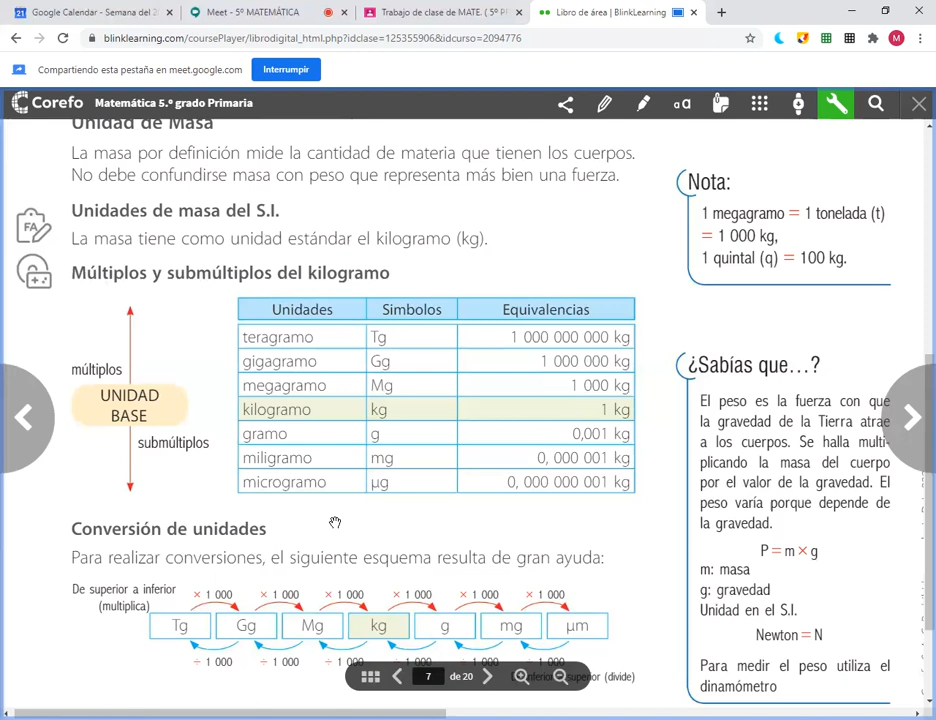 Google Calendar - Semana del 2
Meet - 5º MATEMÁTICA
Trabajo de clase de MATE. ( 5º PR
Libro de área | BlinkLearning
blinklearning.com/coursePlayer/librodigital_html.php?idclase=125355906&idcurso=2094776
M
Compartiendo esta pestaña en meet.google.com
Interrumpir
Corefo
Matemática 5.º grado Primaria
aa
Unidad de Masa
La masa por definición mide la cantidad de materia que tienen los cuerpos.
No debe confundirse masa con peso que representa más bien una fuerza.
FA
Unidades de masa del S.I.
La masa tiene como unidad estándar el kilogramo (kg).
Múltiplos y submúltiplos del kilogramo
múltiplos
UNIDAD
BASE
submúltiplos
Unidades Simbolos Equivalencias
teragramo Tg 1 000 000 000 kg
gigagramo Gg 1 000 000 kg
megagramo Mg 1 000 kg
kilogramo kg 1 kg
gramo g 0,001 kg
miligramo mg 0, 000 001 kg
microgramo µg 0, 000 000 001 kg
Conversión de unidades
Para realizar conversiones, el siguiente esquema resulta de gran ayuda:
De superior a inferior
(multiplica)
× 1 000 × 1 000 × 1 000 × 1 000 × 1 000 × 1 000
Tg Gg Mg kg g mg µm
÷ 1 000 ÷ 1 000 ÷ 1 000 ÷ 1 000 ÷ 1 000 ÷ 1 000
superior (divide)
7 de 20
Nota:
1 megagramo = 1 tonelada (t)
= 1 000 kg,
1 quintal (q) = 100 kg.
¿Sabías que...?
El peso es la fuerza con que
la gravedad de la Tierra atrae
a los cuerpos. Se halla multi-
plicando la masa del cuerpo
por el valor de la gravedad. El
peso varía porque depende de
la gravedad.
P = m × g
m: masa
g: gravedad
Unidad en el S.I.
Newton = N
Para medir el peso utiliza el
dinamómetro